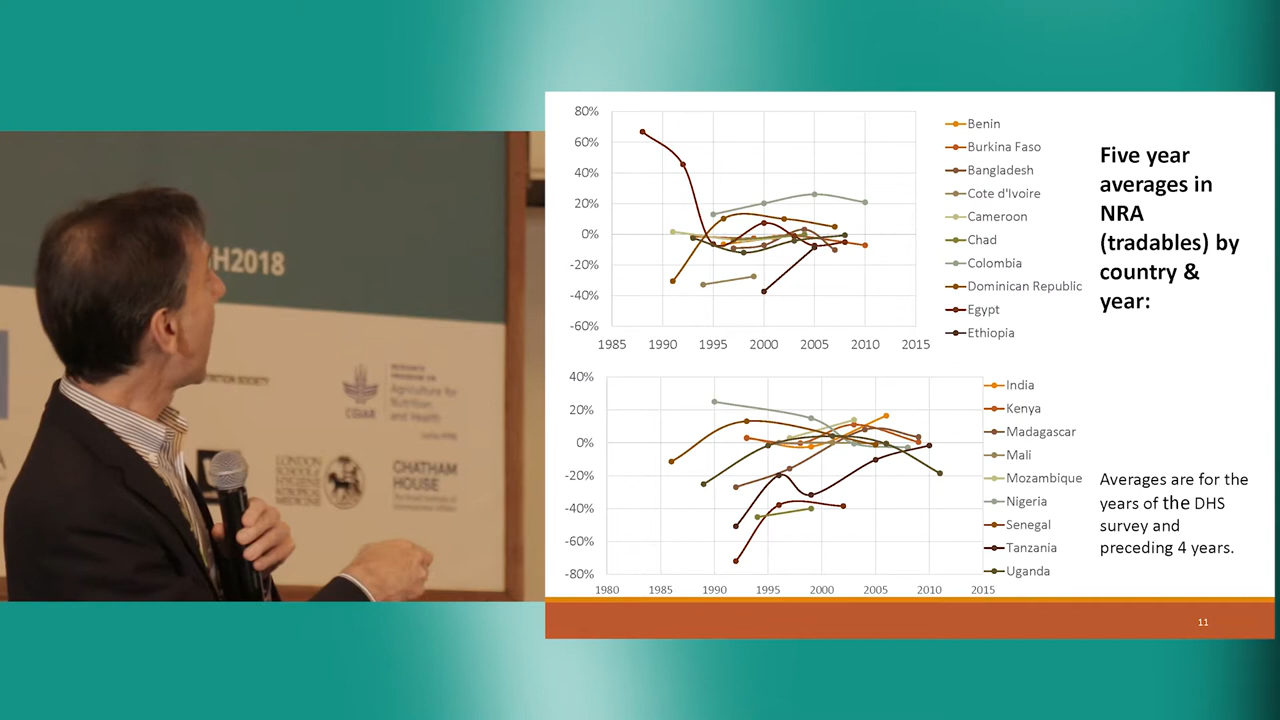 H2018
TRITION SOCIETY
CGIAR
Agriculture for
Nutrition
and Health
LONDON
SCHOOL of
HYGIENE
&TROPICAL
MEDICINE
CHATHAM
HOUSE
80%
60%
40%
20%
0%
-20%
-40%
-60%
1985 1990 1995 2000 2005 2010 2015
Benin
Burkina Faso
Bangladesh
Cote d'Ivoire
Cameroon
Chad
Colombia
Dominican Republic
Egypt
Ethiopia
Five year
averages in
NRA
(tradables) by
country &
year:
40%
20%
0%
-20%
-40%
-60%
-80%
1980 1985 1990 1995 2000 2005 2010 2015
India
Kenya
Madagascar
Mali
Mozambique
Nigeria
Senegal
Tanzania
Uganda
Averages are for the
years of the DHS
survey and
preceding 4 years.
11